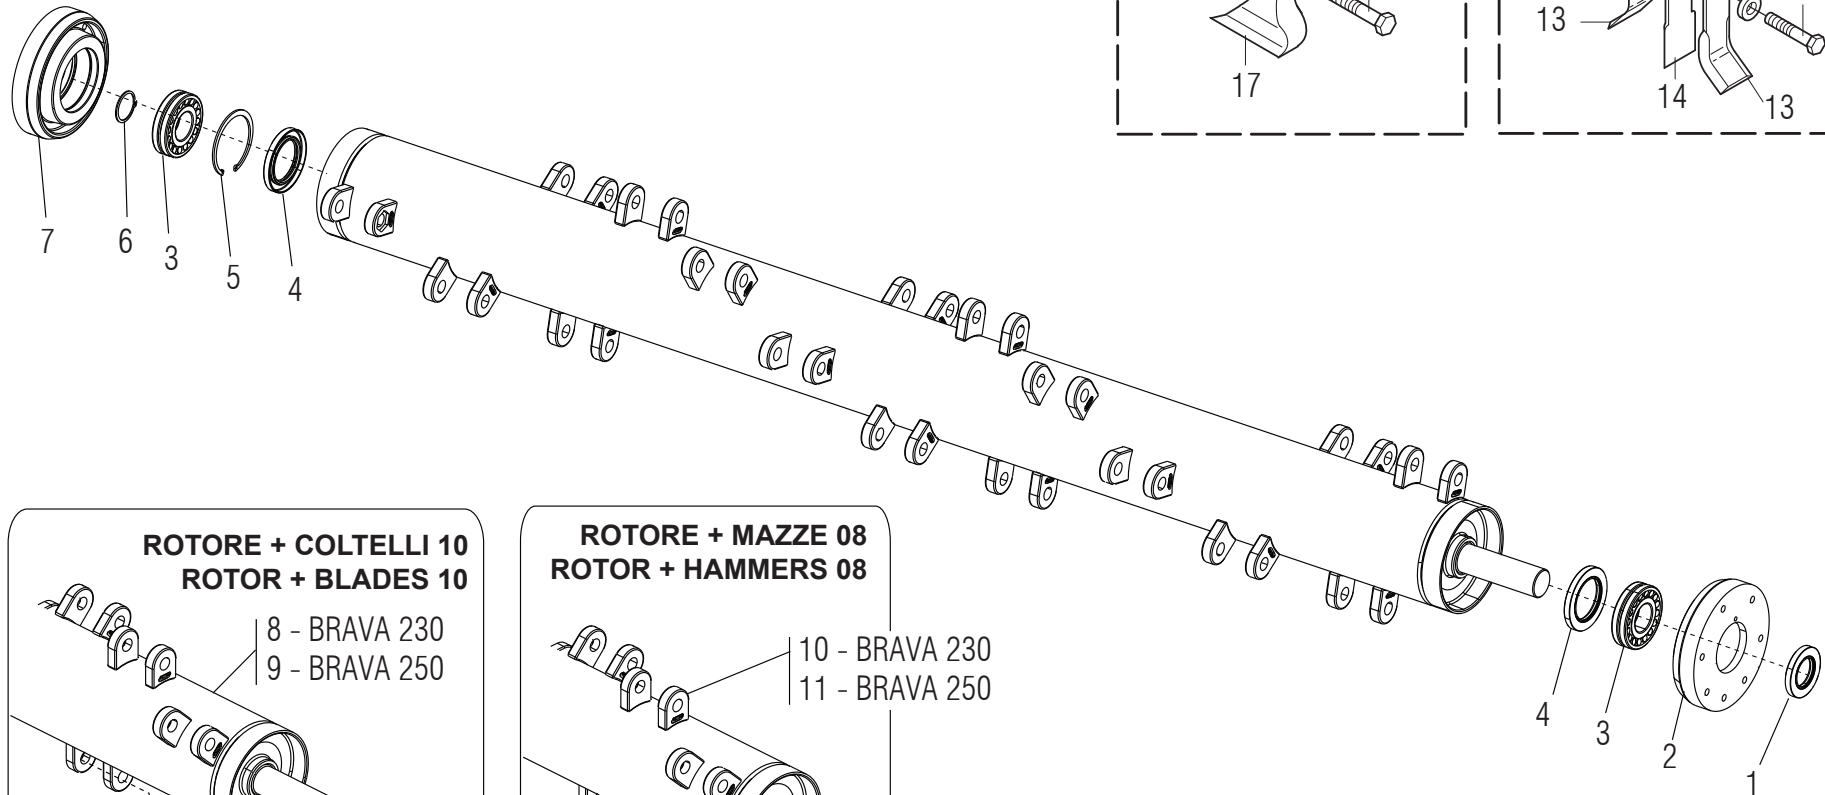 13
17
14
13
7
6
3
5
4
ROTORE + COLTELLI 10
ROTOR + BLADES 10
8 - BRAVA 230
9 - BRAVA 250
ROTORE + MAZZE 08
ROTOR + HAMMERS 08
10 - BRAVA 230
11 - BRAVA 250
4
3
2
1